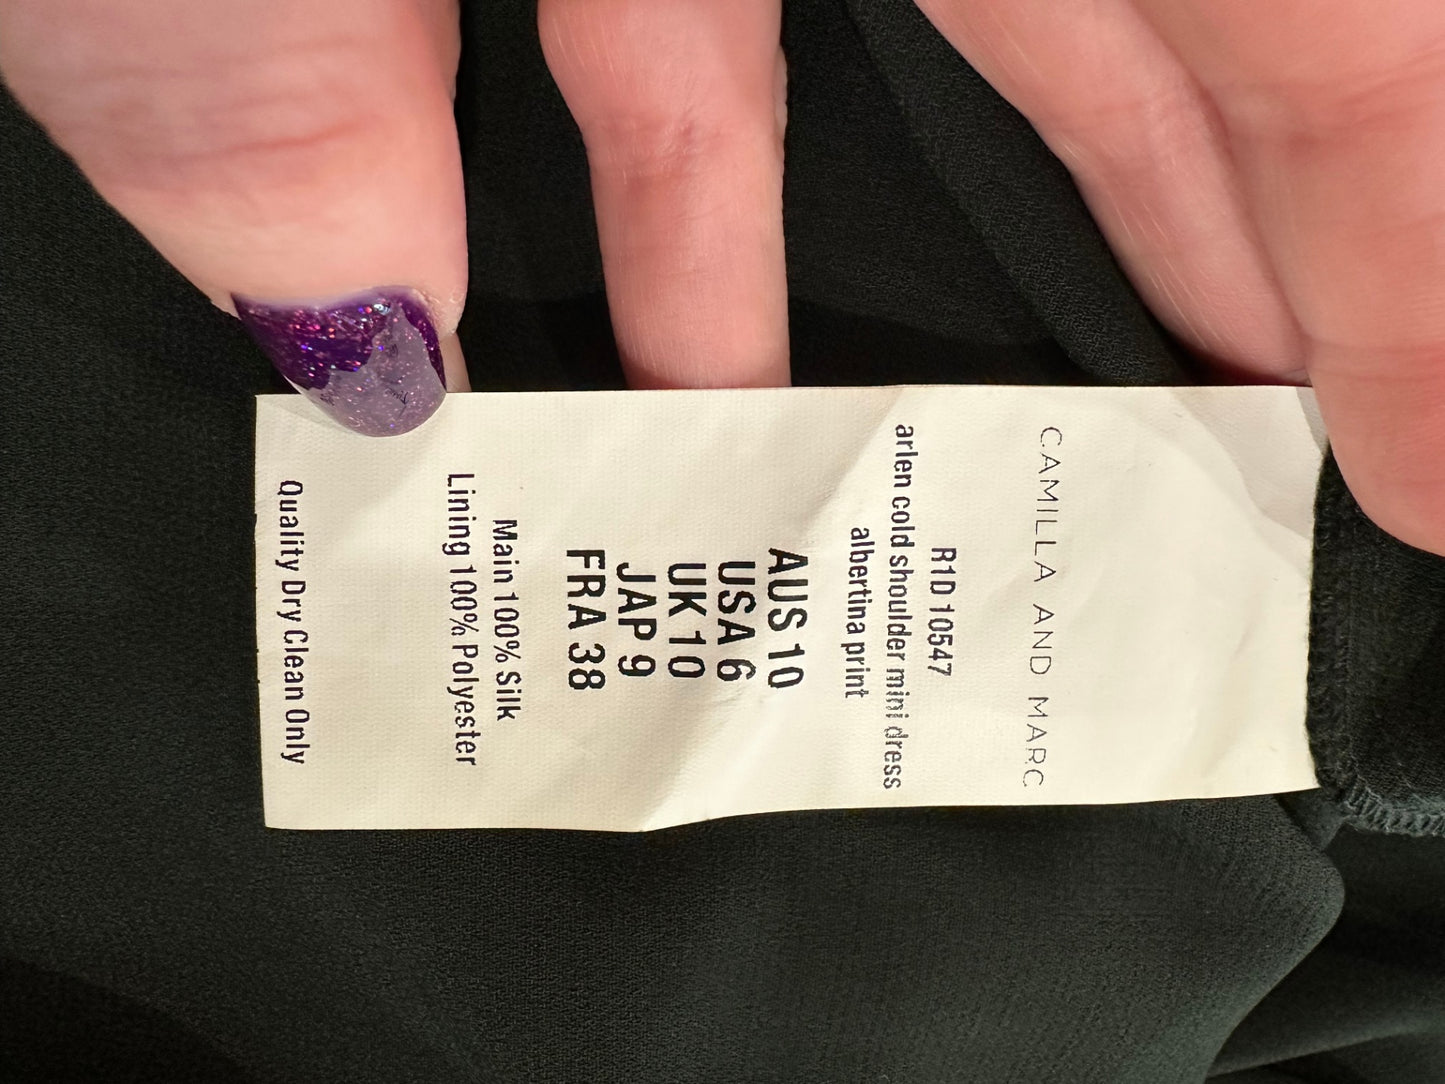 CAMILLA AND MARC
R1D 10547
arlen cold shoulder mini dress
albertina print
AUS 10
USA 6
UK 10
JAP 9
FRA 38
Main 100% Silk
Lining 100% Polyester
Quality Dry Clean Only